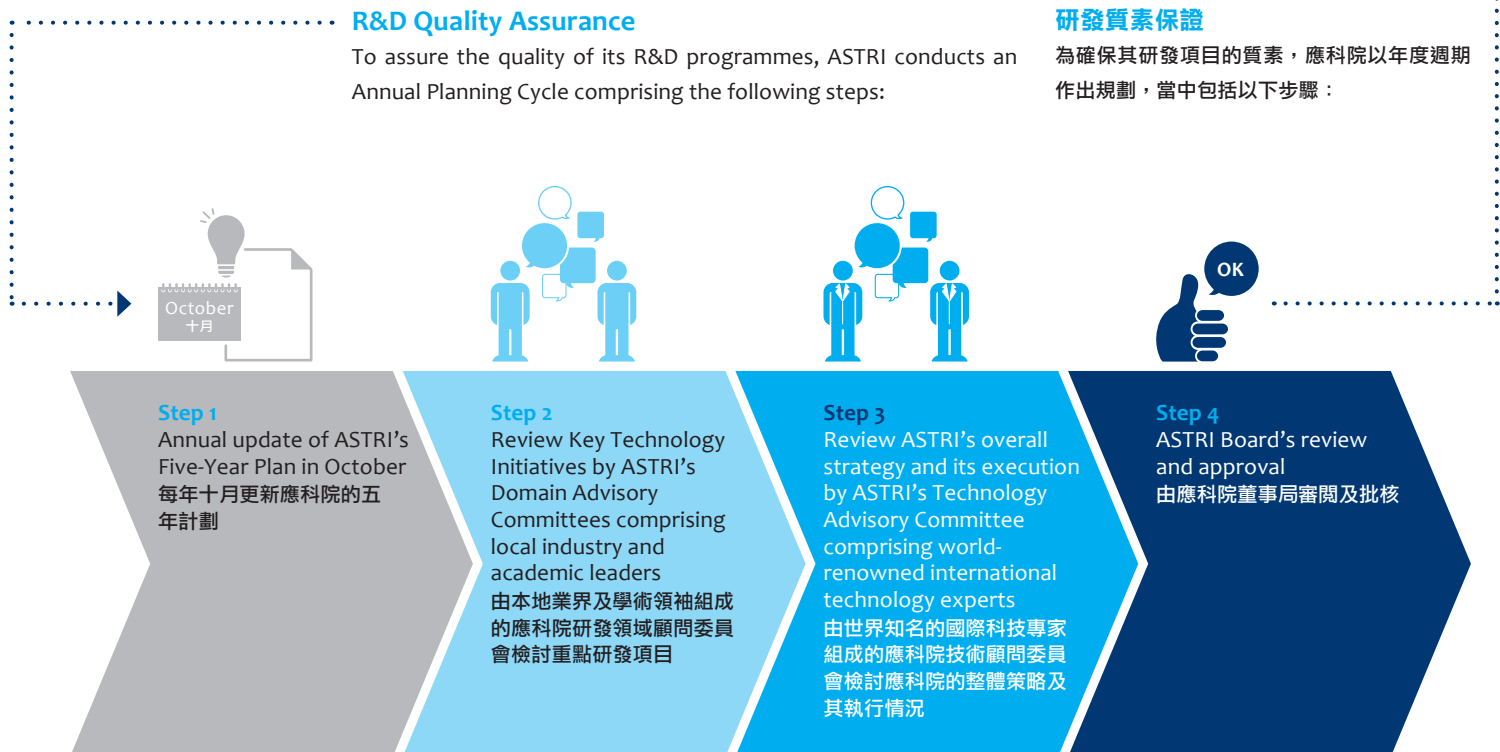 R&D Quality Assurance
To assure the quality of its R&D programmes, ASTRI conducts an
Annual Planning Cycle comprising the following steps:
研發質素保證
為確保其研發項目的質素，應科院以年度週期
作出規劃，當中包括以下步驟：
October
十月
OK
Step 1
Annual update of ASTRI’s
Five-Year Plan in October
每年十月更新應科院的五
年計劃
Step 2
Review Key Technology
Initiatives by ASTRI’s
Domain Advisory
Committees comprising
local industry and
academic leaders
由本地業界及學術領袖組成
的應科院研發領域顧問委員
會檢討重點研發項目
Step 3
Review ASTRI’s overall
strategy and its execution
by ASTRI’s Technology
Advisory Committee
comprising world-
renowned international
technology experts
由世界知名的國際科技專家
組成的應科院技術顧問委員
會檢討應科院的整體策略及
其執行情況
Step 4
ASTRI Board’s review
and approval
由應科院董事局審閱及批核